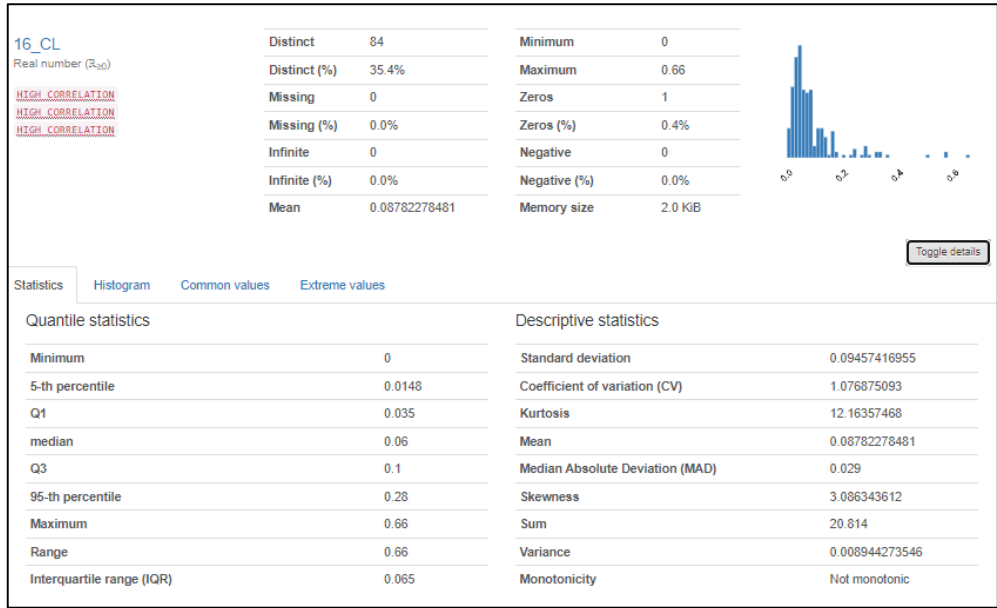 16_CL
Real number (ℝ≥0)
HIGH CORRELATION
HIGH CORRELATION
HIGH CORRELATION
Distinct 84
Distinct (%) 35.4%
Missing 0
Missing (%) 0.0%
Infinite 0
Infinite (%) 0.0%
Mean 0.08782278481
Minimum 0
Maximum 0.66
Zeros 1
Zeros (%) 0.4%
Negative 0
Negative (%) 0.0%
Memory size 2.0 KiB
0.0 0.2 0.4 0.6
Toggle details
Statistics Histogram Common values Extreme values
Quantile statistics
Minimum 0
5-th percentile 0.0148
Q1 0.035
median 0.06
Q3 0.1
95-th percentile 0.28
Maximum 0.66
Range 0.66
Interquartile range (IQR) 0.065
Descriptive statistics
Standard deviation 0.09457416955
Coefficient of variation (CV) 1.076875093
Kurtosis 12.16357468
Mean 0.08782278481
Median Absolute Deviation (MAD) 0.029
Skewness 3.086343612
Sum 20.814
Variance 0.008944273546
Monotonicity Not monotonic